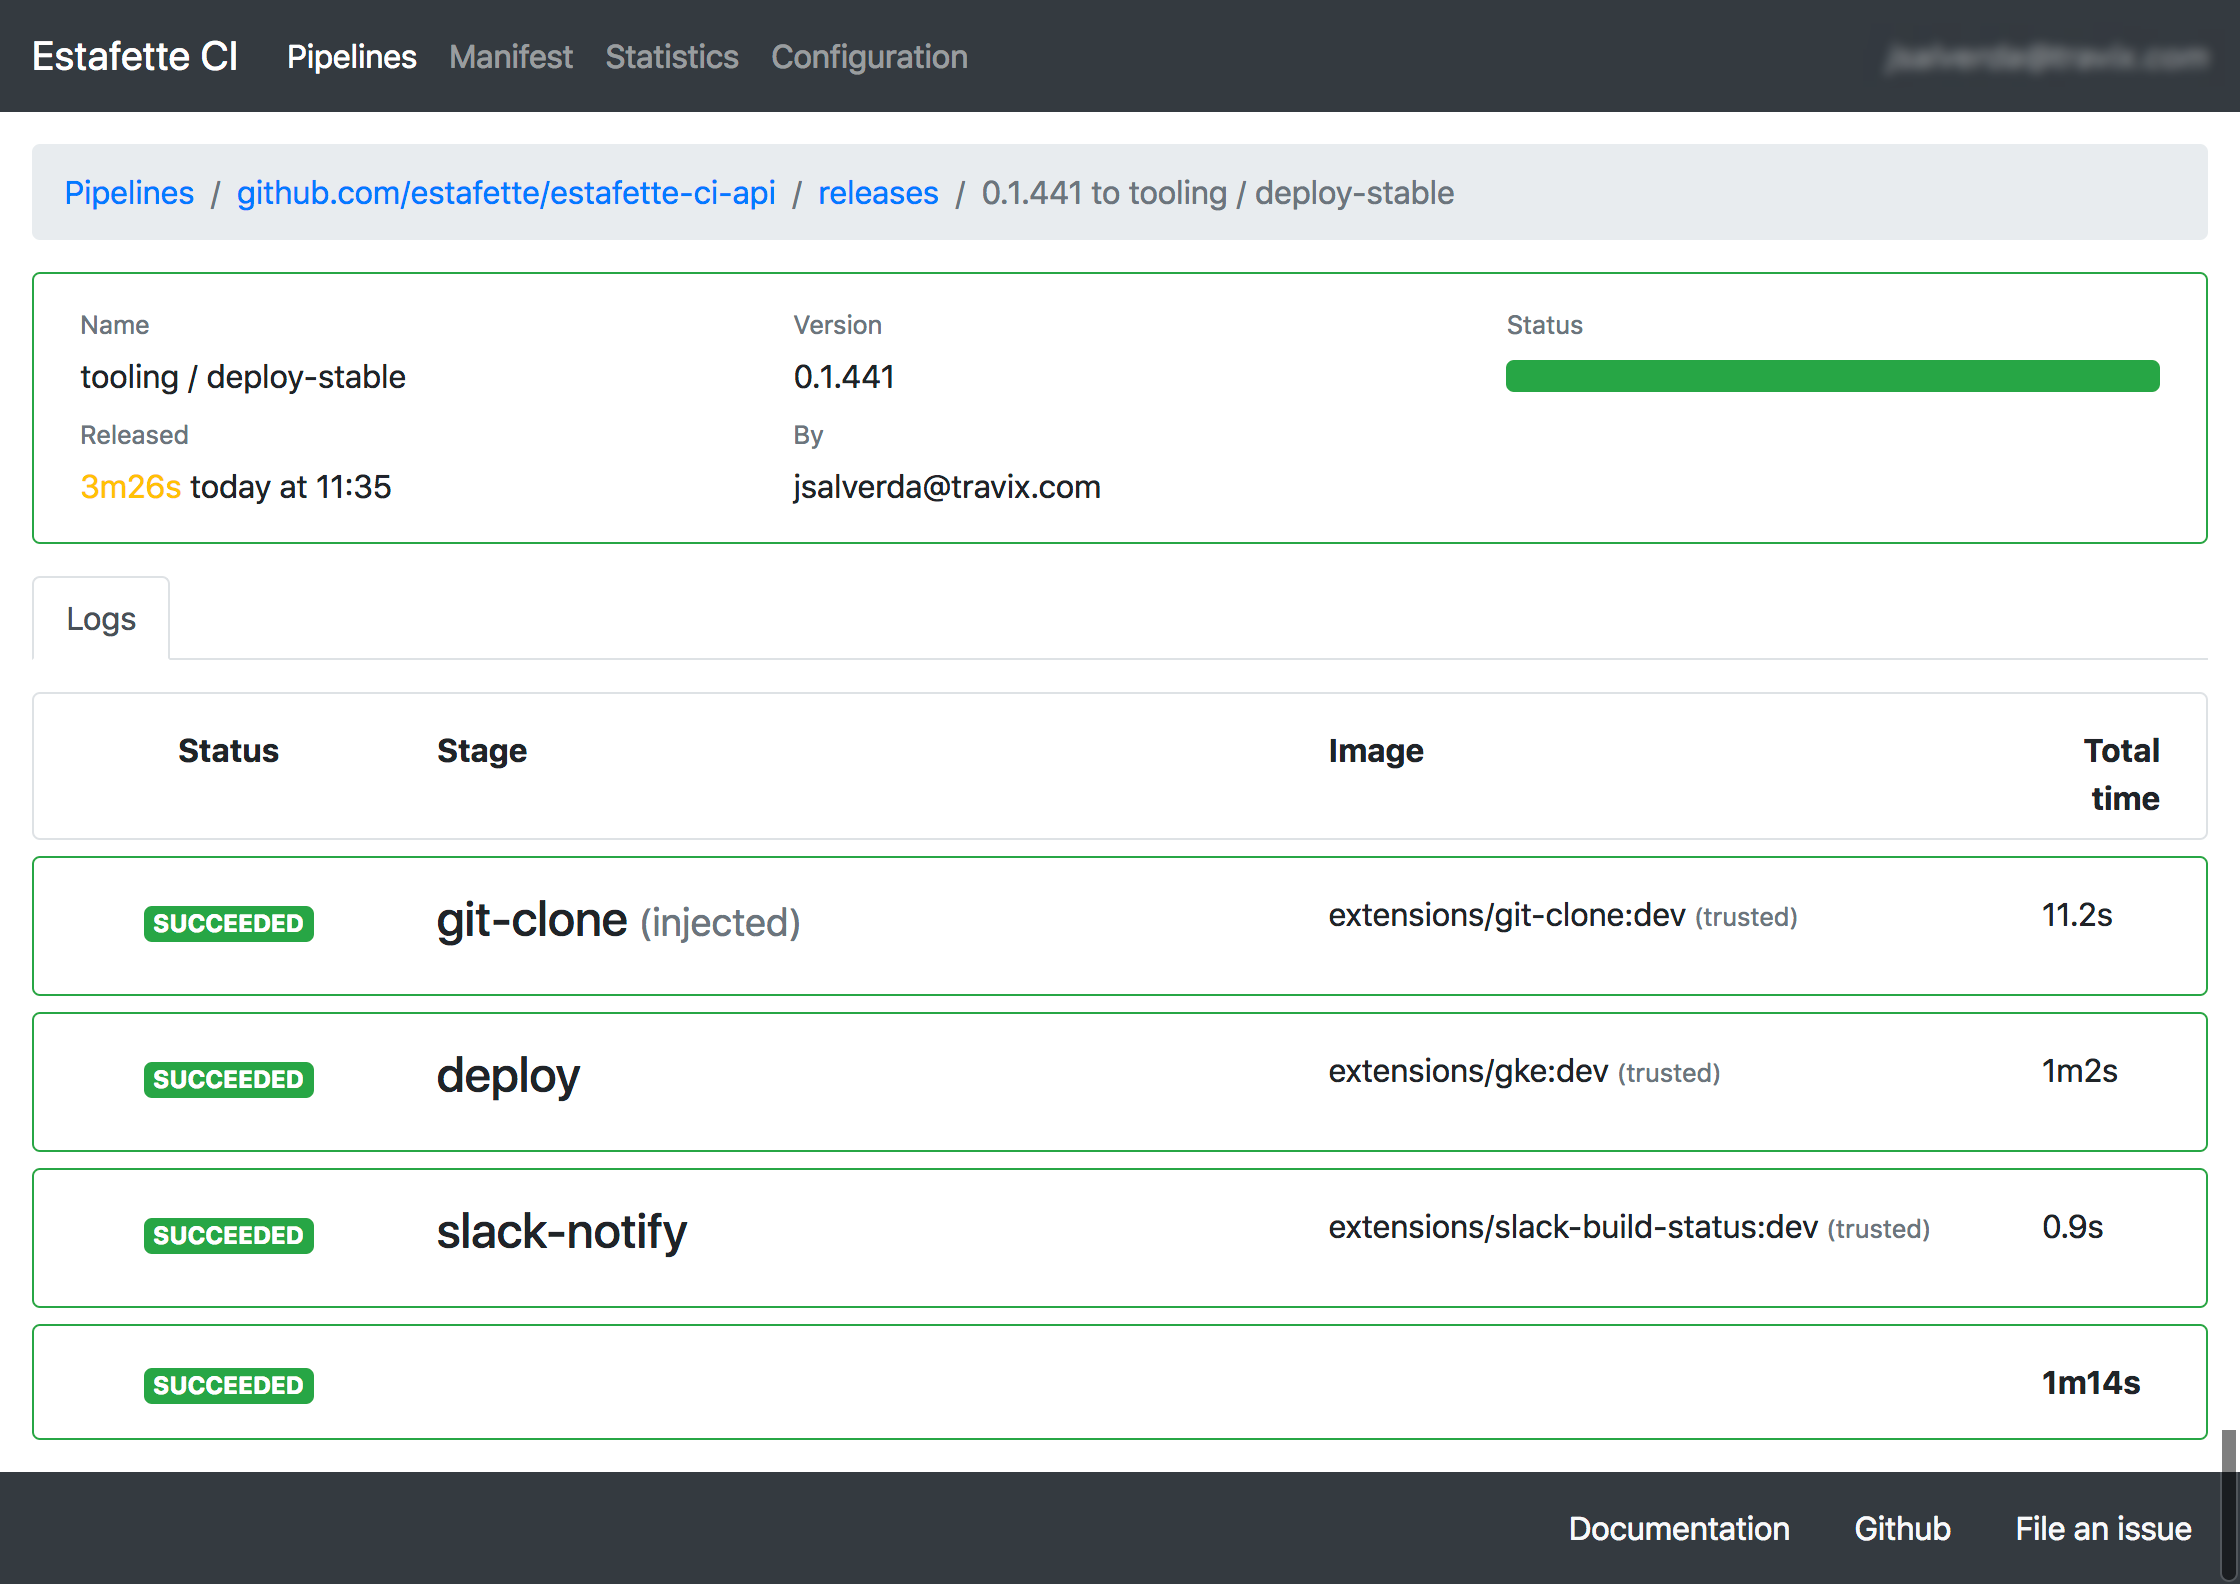 Estafette CI Pipelines Manifest Statistics Configuration
Pipelines / github.com/estafette/estafette-ci-api / releases / 0.1.441 to tooling / deploy-stable
Name Version Status
tooling / deploy-stable 0.1.441
Released By
3m26s today at 11:35 jsalverda@travix.com
Logs
Status Stage Image Total
time
SUCCEEDED git-clone (injected) extensions/git-clone:dev (trusted) 11.2s
SUCCEEDED deploy extensions/gke:dev (trusted) 1m2s
SUCCEEDED slack-notify extensions/slack-build-status:dev (trusted) 0.9s
SUCCEEDED 1m14s
Documentation Github File an issue